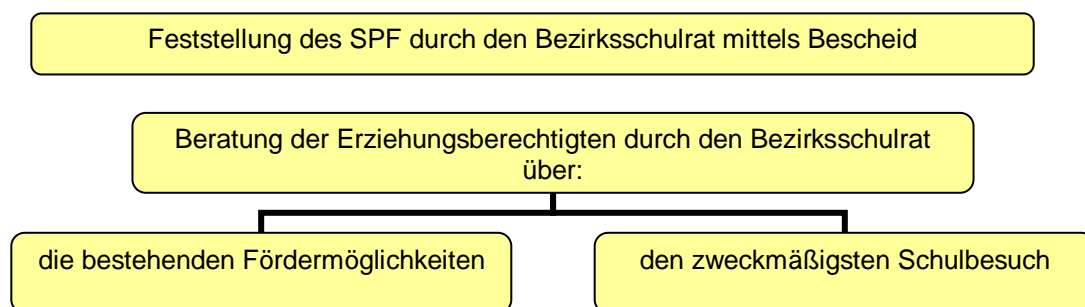 Feststellung des SPF durch den Bezirksschulrat mittels Bescheid
Beratung der Erziehungsberechtigten durch den Bezirksschulrat
über:
die bestehenden Fördermöglichkeiten
den zweckmäßigsten Schulbesuch